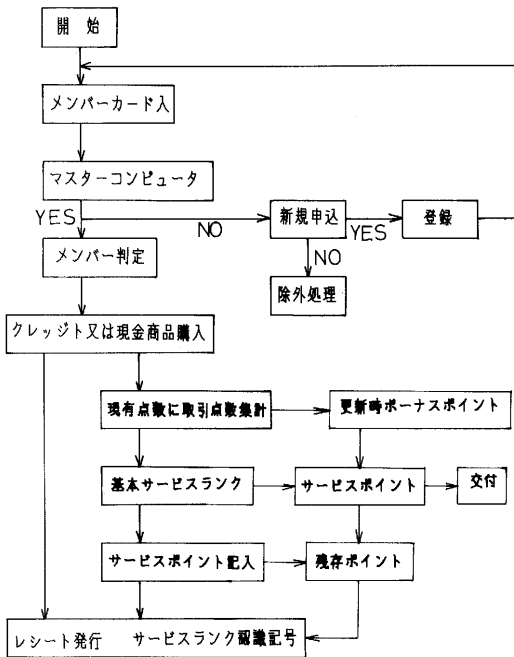 開 始
メンバーカード入
マスターコンピュータ
YES
NO
新規申込
YES
登録
メンバー判定
NO
除外処理
クレッジト又は現金商品購入
現有点数に取引点数集計
更新時ボーナスポイント
基本サービスランク
サービスポイント
交付
サービスポイント記入
残存ポイント
レシート発行 サービスランク認識記号